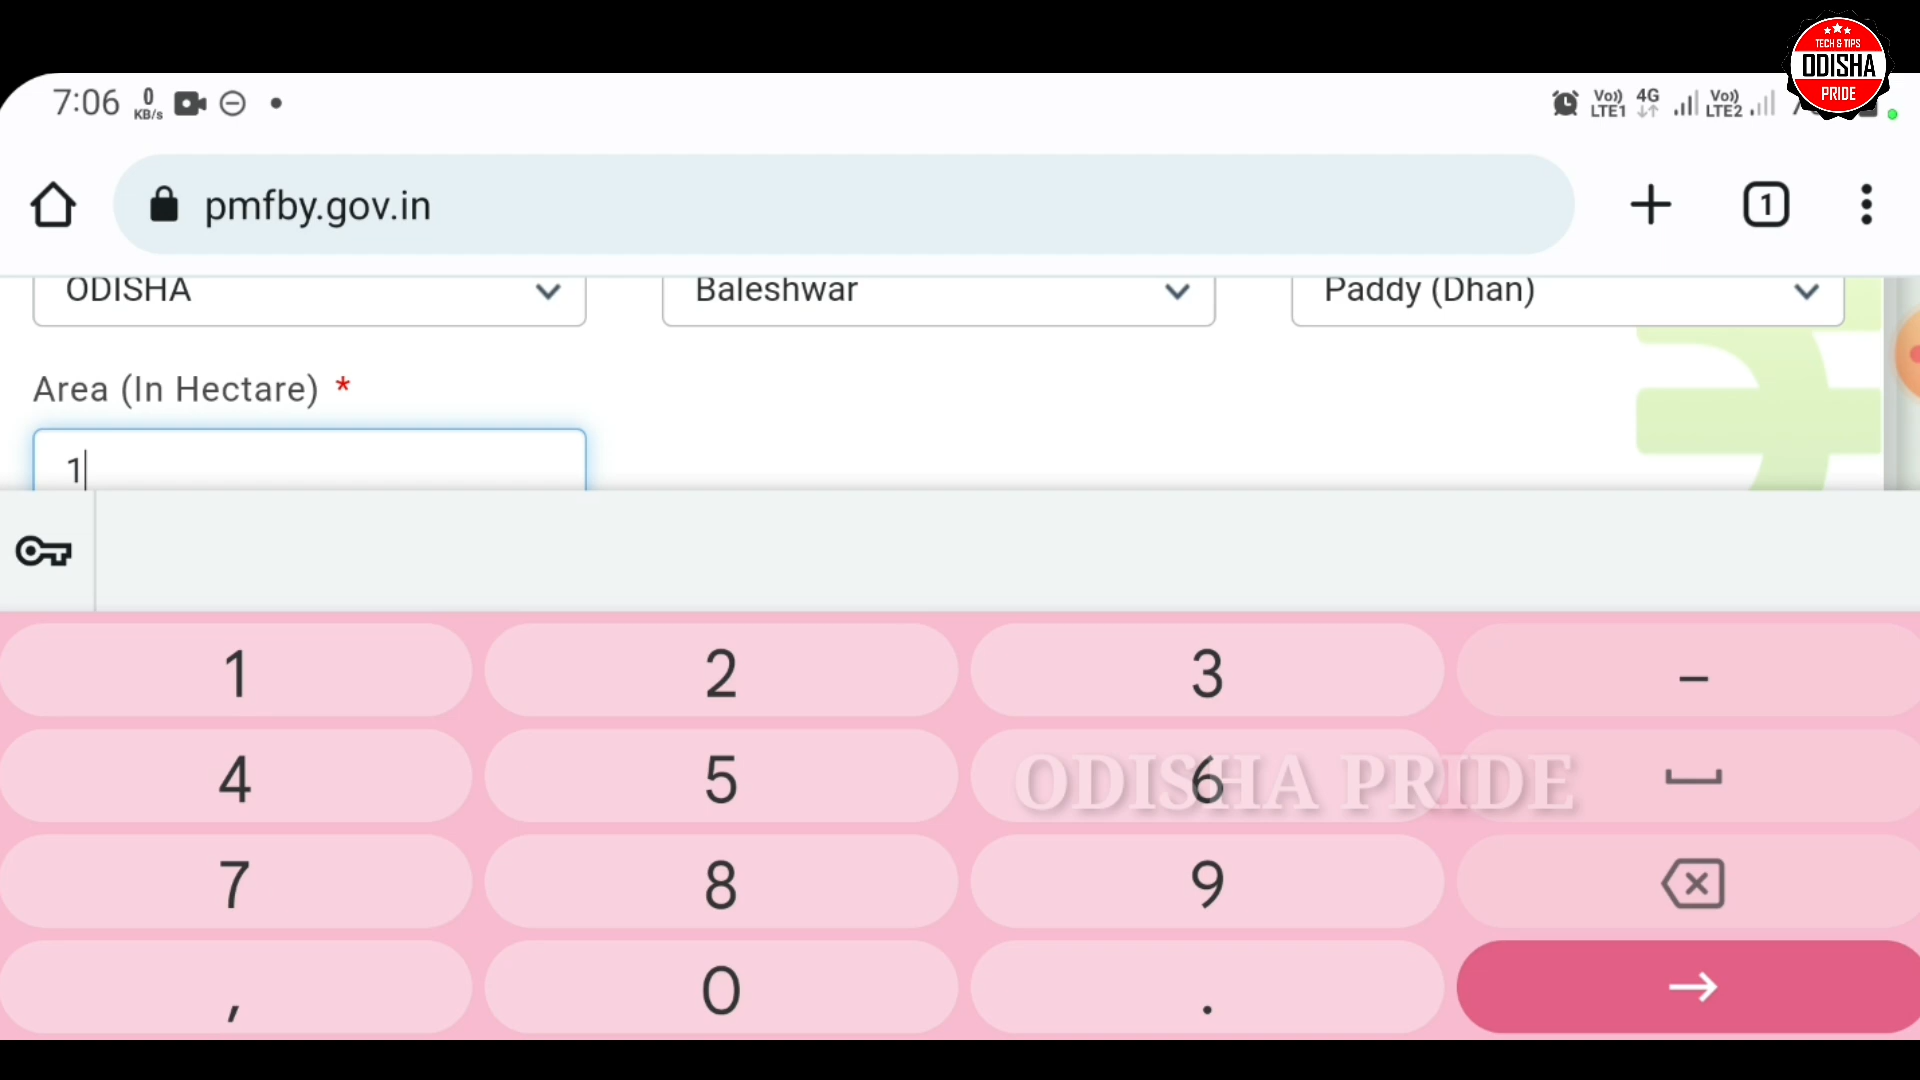 TECH & TIPS
ODISHA
PRIDE
7:06 0 KB/s Vo)) LTE1 4G Vo)) LTE2
pmfby.gov.in 1
ODISHA Baleshwar Paddy (Dhan)
Area (In Hectare) *
1
1 2 3 –
4 5 6
ODISHA PRIDE
7 8 9
, 0 .